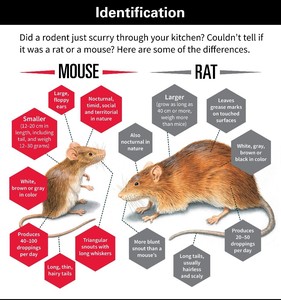 Identification
Did a rodent just scurry through your kitchen? Couldn't tell if
it was a rat or a mouse? Here are some of the differences.
MOUSE
Large,
floppy
ears
Nocturnal,
timid, social
and territorial
in nature
Smaller
(12-20 cm in
length, including
tail, and weigh
(2-30 grams)
White,
brown or gray
in color
Produces
40-100
droppings
per day
Long, thin,
hairy tails
Triangular
snouts with
long whiskers
RAT
Larger
(grow as long as
40 cm or more,
weigh more
than mice)
Leaves
grease marks
on touched
surfaces
Also
nocturnal in
nature
White, gray,
brown or
black in color
More blunt
snout than a
mouse's
Long tails,
usually
hairless
and scaly
Produces
20-50
droppings
per day